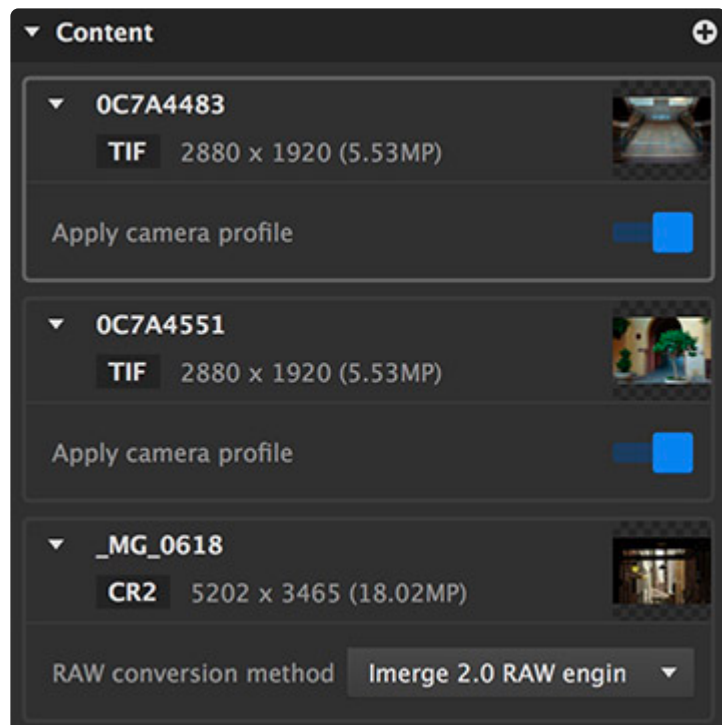 Content
0C7A4483
TIF 2880 x 1920 (5.53MP)
Apply camera profile
0C7A4551
TIF 2880 x 1920 (5.53MP)
Apply camera profile
_MG_0618
CR2 5202 x 3465 (18.02MP)
RAW conversion method Imerge 2.0 RAW engin